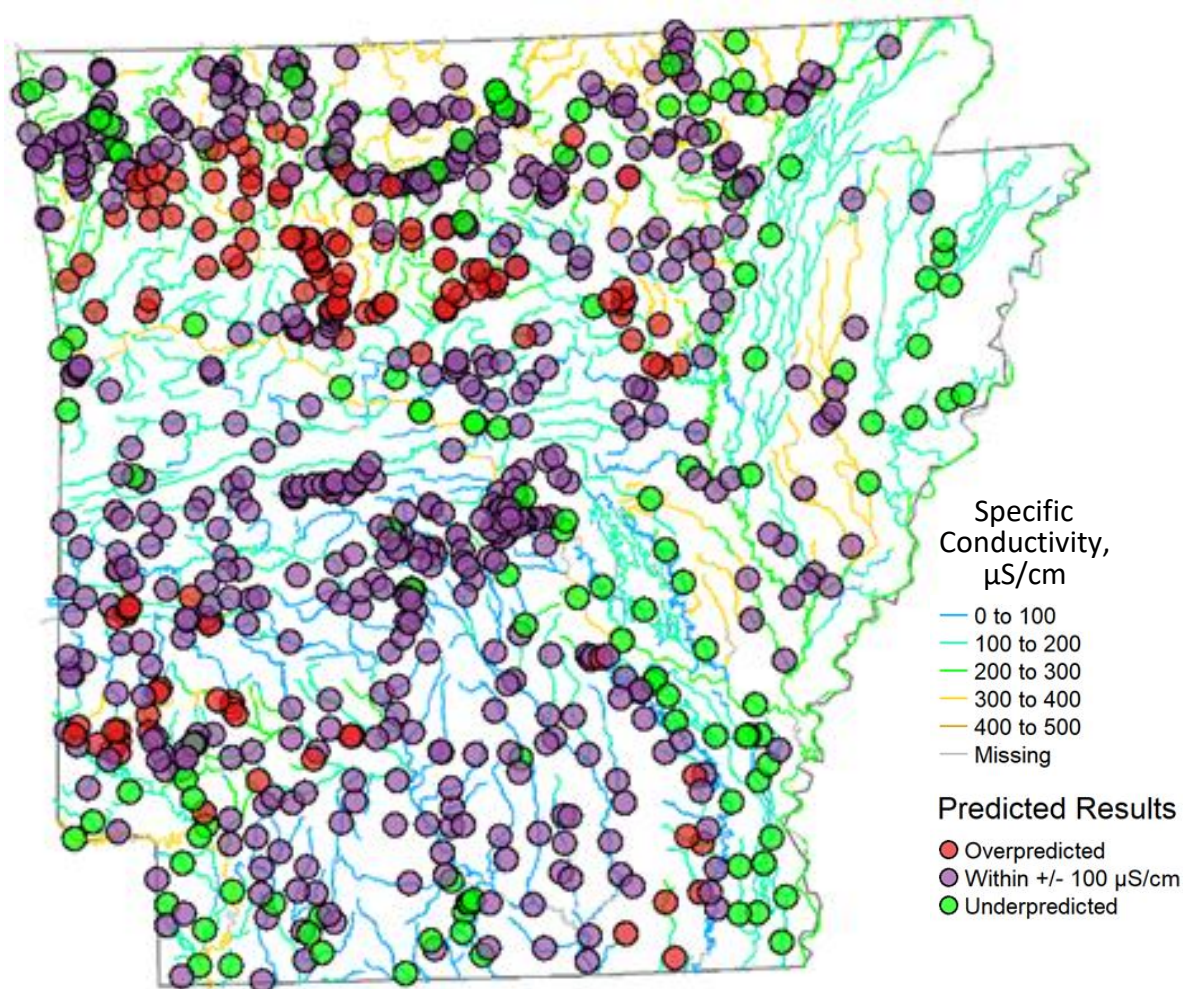 Specific
Conductivity,
µS/cm
0 to 100
100 to 200
200 to 300
300 to 400
400 to 500
Missing
Predicted Results
Overpredicted
Within +/- 100 µS/cm
Underpredicted